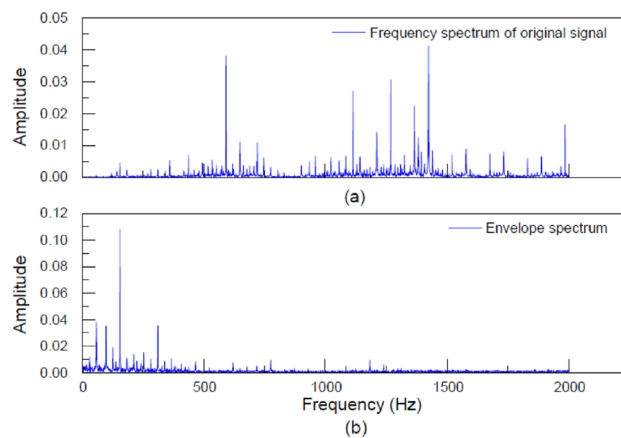 0.05
Frequency spectrum of original signal
0.04
0.03
0.02
0.01
0.00
Amplitude
(a)
0.12
Envelope spectrum
0.10
0.08
0.06
0.04
0.02
0.00
Amplitude
0 500 1000 1500 2000
Frequency (Hz)
(b)